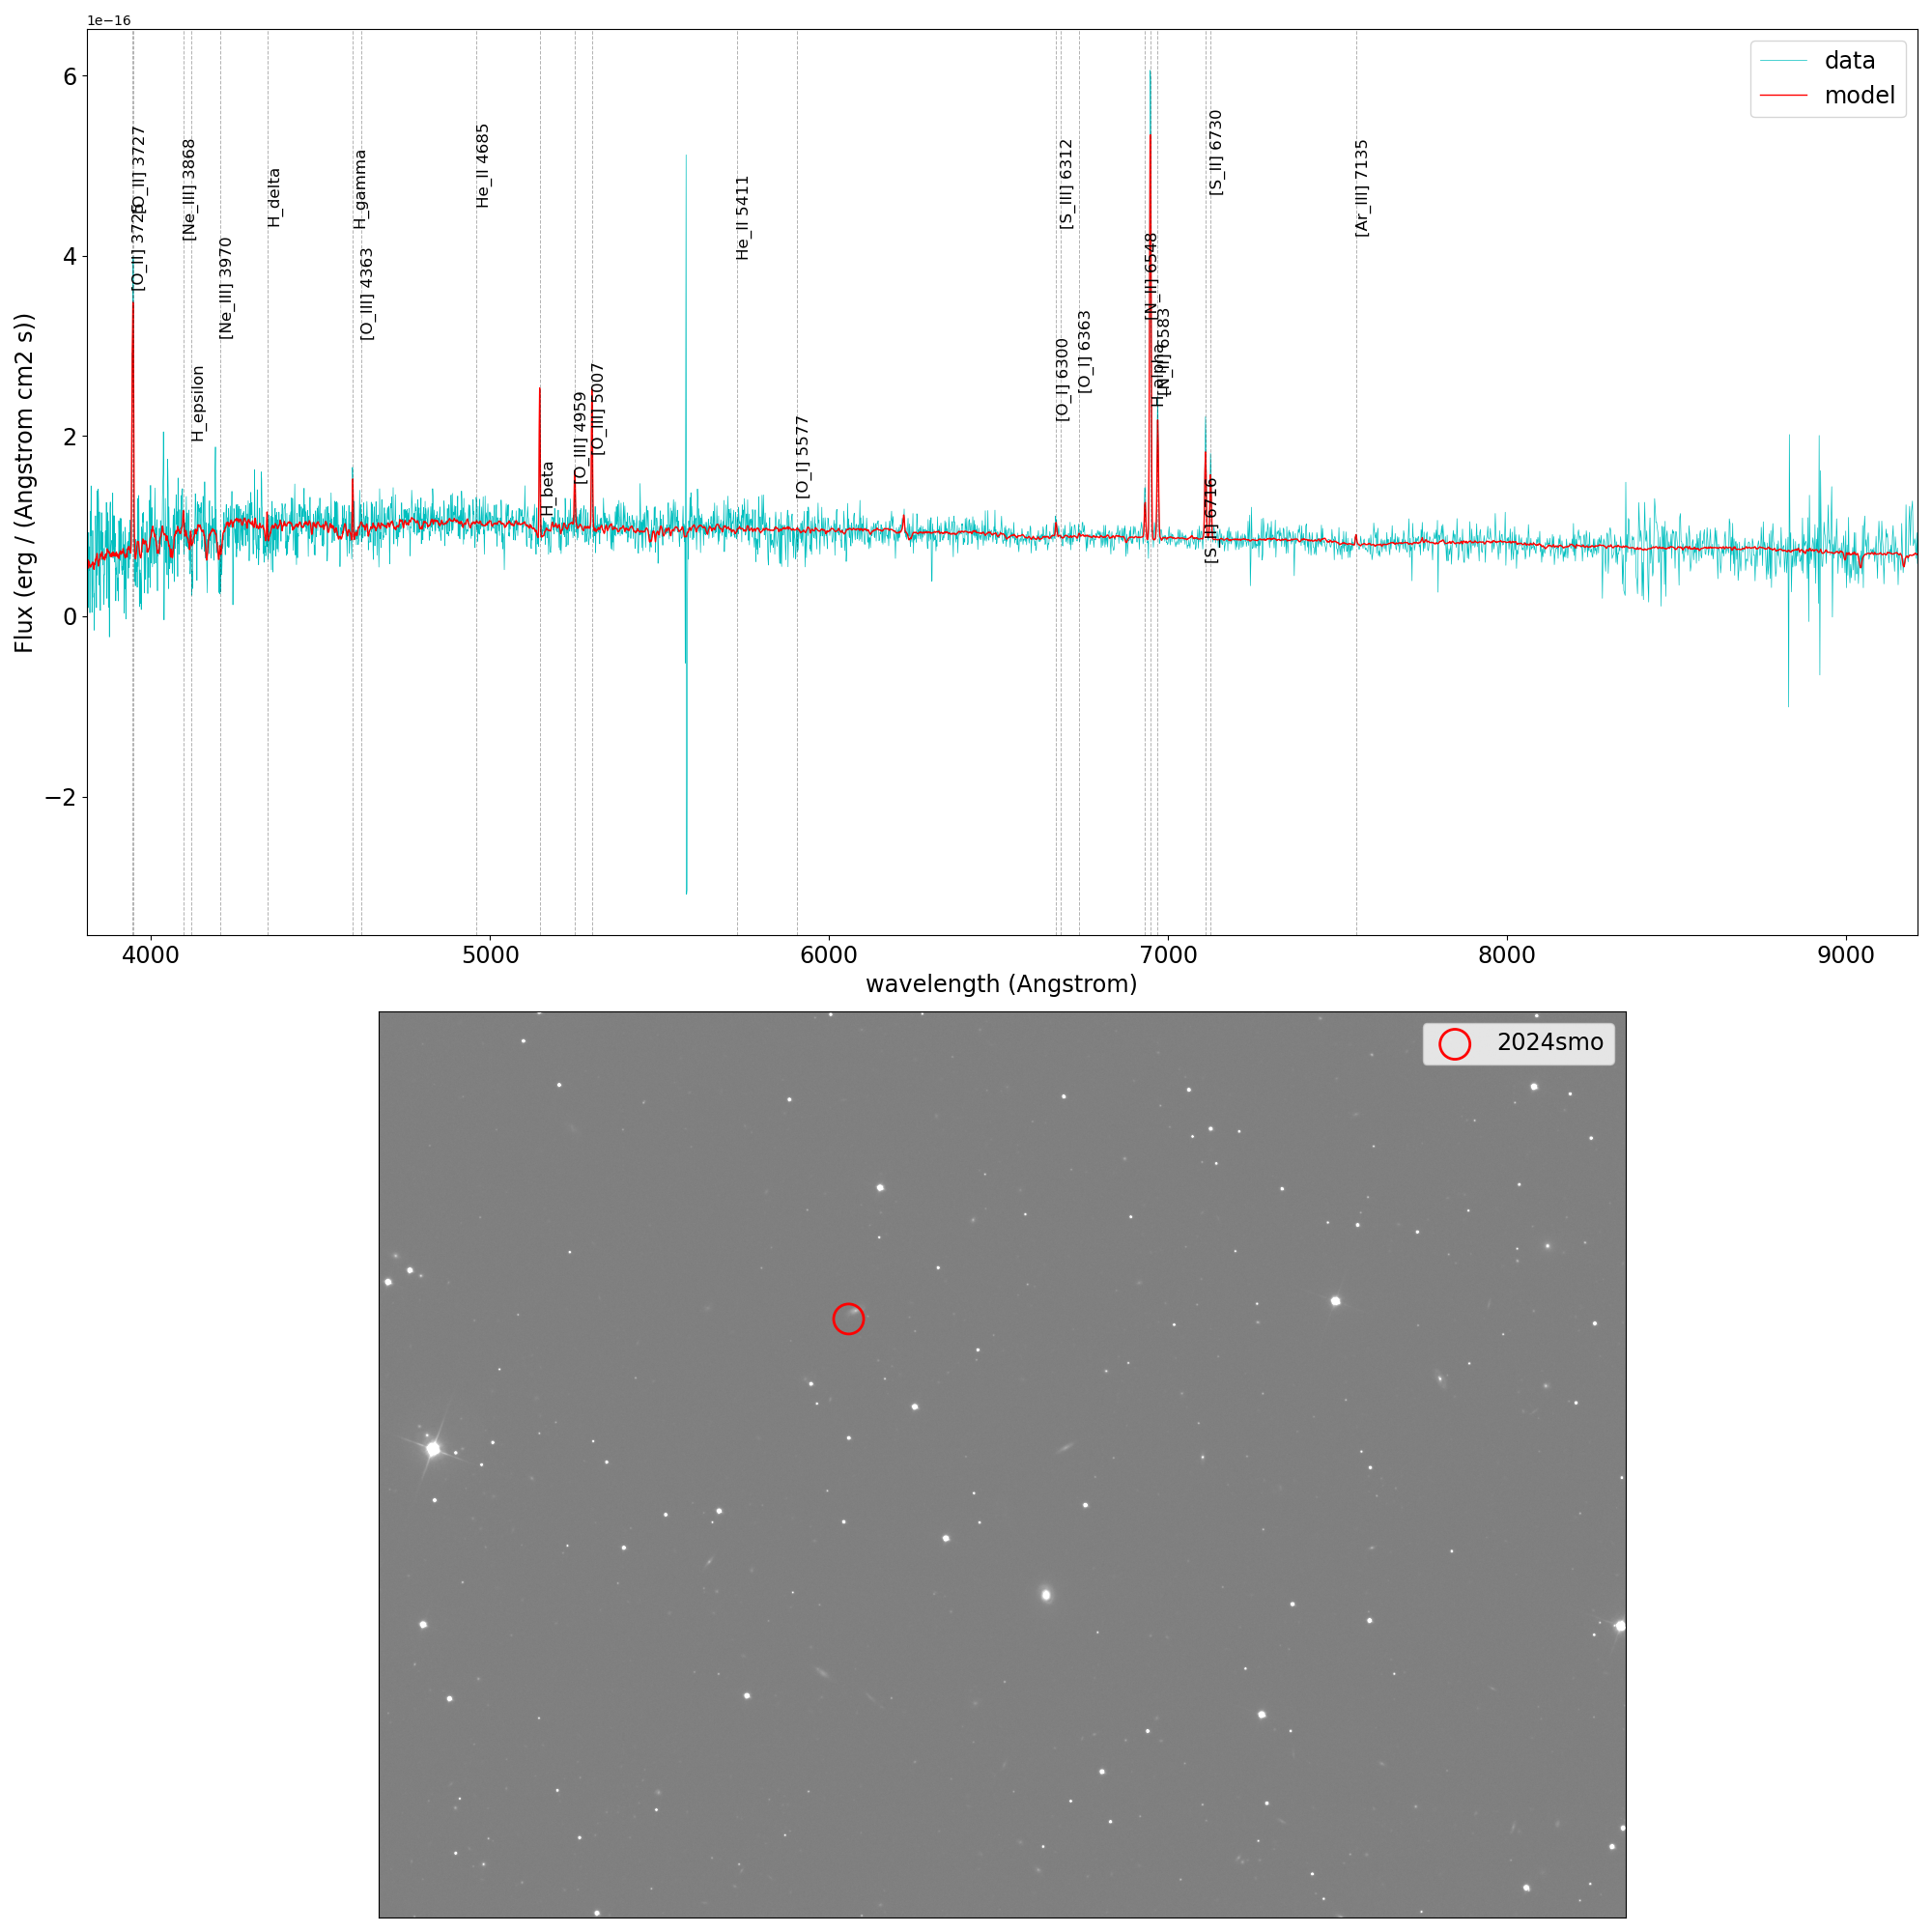 1e−16
data
model
6
4
2
0
−2
Flux (erg / (Angstrom cm2 s))
[O_II] 3727
[O_II] 3725
[Ne_III] 3868
H_epsilon
[Ne_III] 3970
H_delta
H_gamma
[O_III] 4363
He_II 4685
H_beta
[O_III] 4959
[O_III] 5007
He_II 5411
[O_I] 5577
[O_I] 6300
[S_III] 6312
[O_I] 6363
[N_II] 6548
H_alpha
[N_II] 6583
[S_II] 6716
[S_II] 6730
[Ar_III] 7135
4000
5000
6000
7000
8000
9000
wavelength (Angstrom)
2024smo